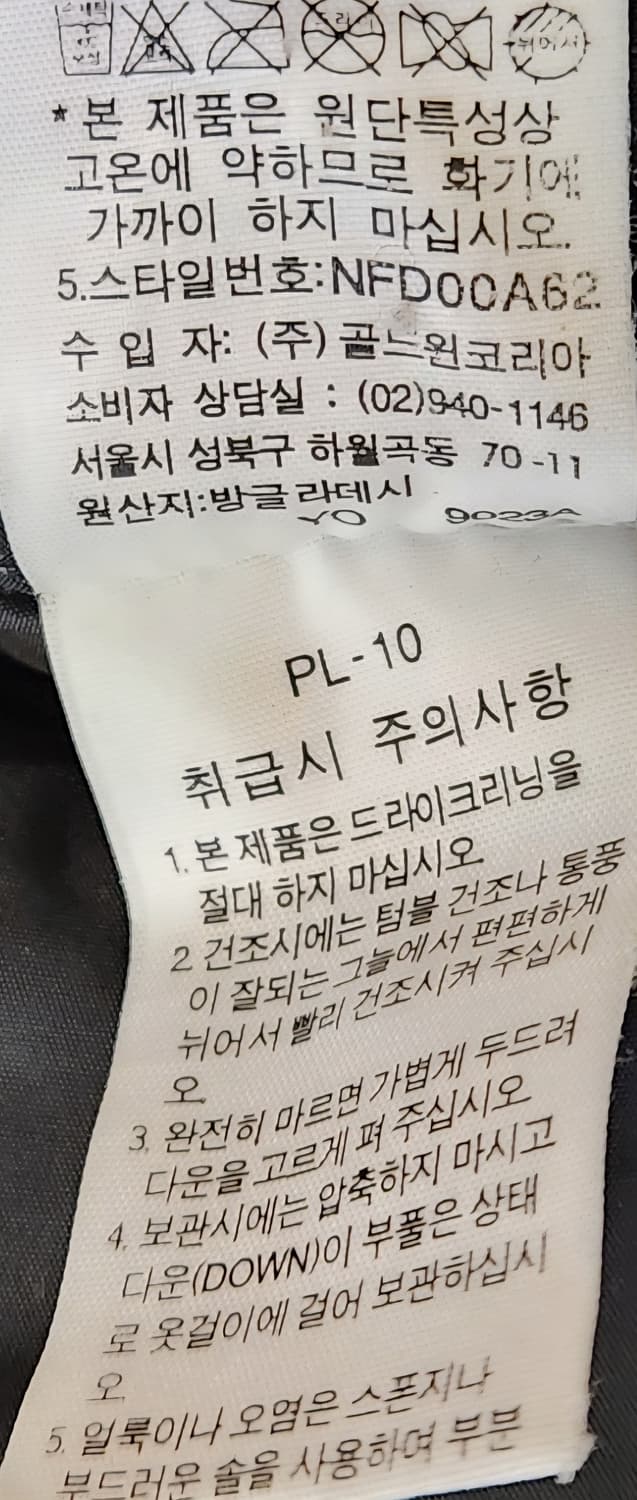 드라이
뉘어서
* 본 제품은 원단특성상
고온에 약하므로 화기에
가까이 하지 마십시오.
5.스타일번호:NFD00A62
수 입 자: (주)골드윈코리아
소비자 상담실 : (02)940-1146
서울시 성북구 하월곡동 70-11
원산지:방글라데시
YO 9023A
PL-10
취급시 주의사항
1. 본 제품은 드라이크리닝을
절대 하지 마십시오
2. 건조시에는 텀블 건조나 통풍
이 잘되는 그늘에서 편편하게
뉘어서 빨리 건조시켜 주십시
오.
3. 완전히 마르면 가볍게 두드려
다운을 고르게 펴 주십시오
4. 보관시에는 압축하지 마시고
다운(DOWN)이 부풀은 상태
로 옷걸이에 걸어 보관하십시
오.
5. 얼룩이나 오염은 스폰지나
부드러운 솔을 사용하여 부분